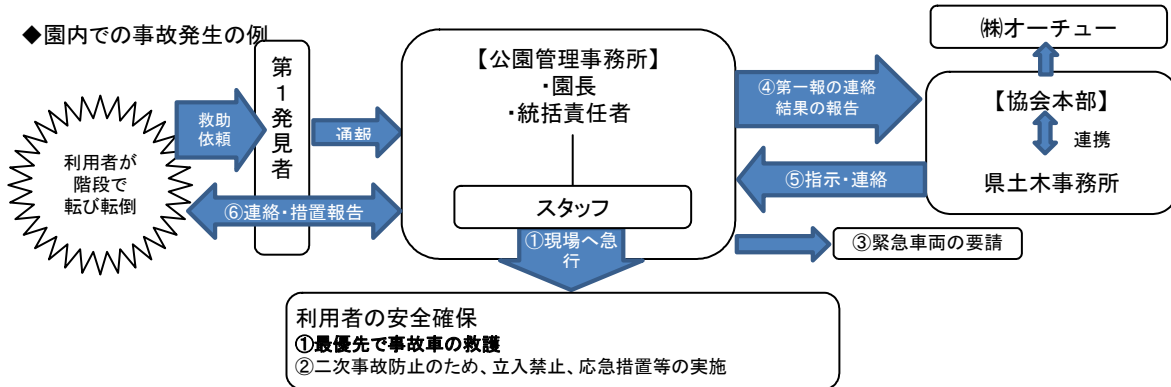 ◆園内での事故発生の例
㈱オーチュー
第1発見者
【公園管理事務所】
・園長
・統括責任者
④第一報の連絡
結果の報告
【協会本部】
連携
県土木事務所
救助
依頼
通報
利用者が
階段で
転び転倒
⑤指示・連絡
⑥連絡・措置報告
スタッフ
①現場へ急
行
③緊急車両の要請
利用者の安全確保
①最優先で事故車の救護
②二次事故防止のため、立入禁止、応急措置等の実施